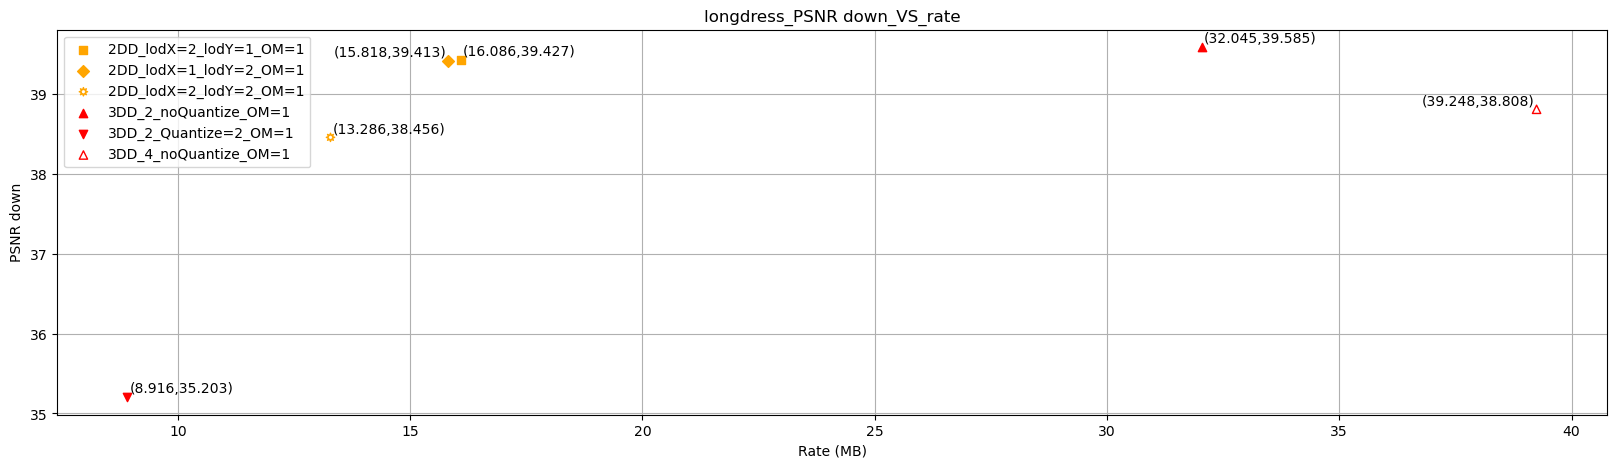 longdress_PSNR down_VS_rate
2DD_lodX=2_lodY=1_OM=1
2DD_lodX=1_lodY=2_OM=1
2DD_lodX=2_lodY=2_OM=1
3DD_2_noQuantize_OM=1
3DD_2_Quantize=2_OM=1
3DD_4_noQuantize_OM=1
(15.818,39.413)
(16.086,39.427)
(32.045,39.585)
(39.248,38.808)
(13.286,38.456)
(8.916,35.203)
PSNR down
39
38
37
36
35
10
15
20
25
30
35
40
Rate (MB)